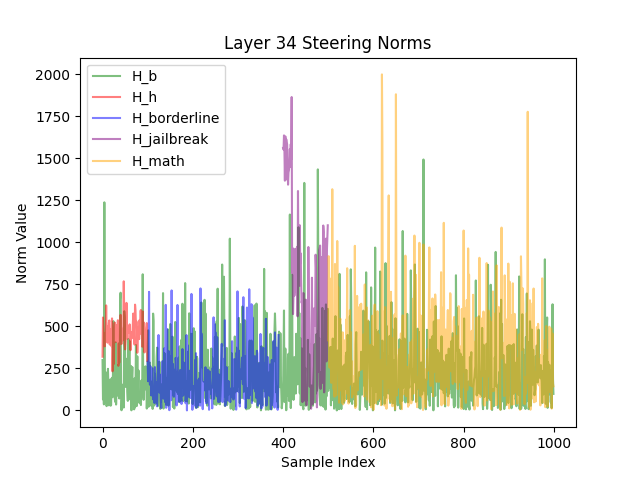 Layer 34 Steering Norms
H_b
H_h
H_borderline
H_jailbreak
H_math
2000
1750
1500
1250
1000
750
500
250
0
Norm Value
0 200 400 600 800 1000
Sample Index